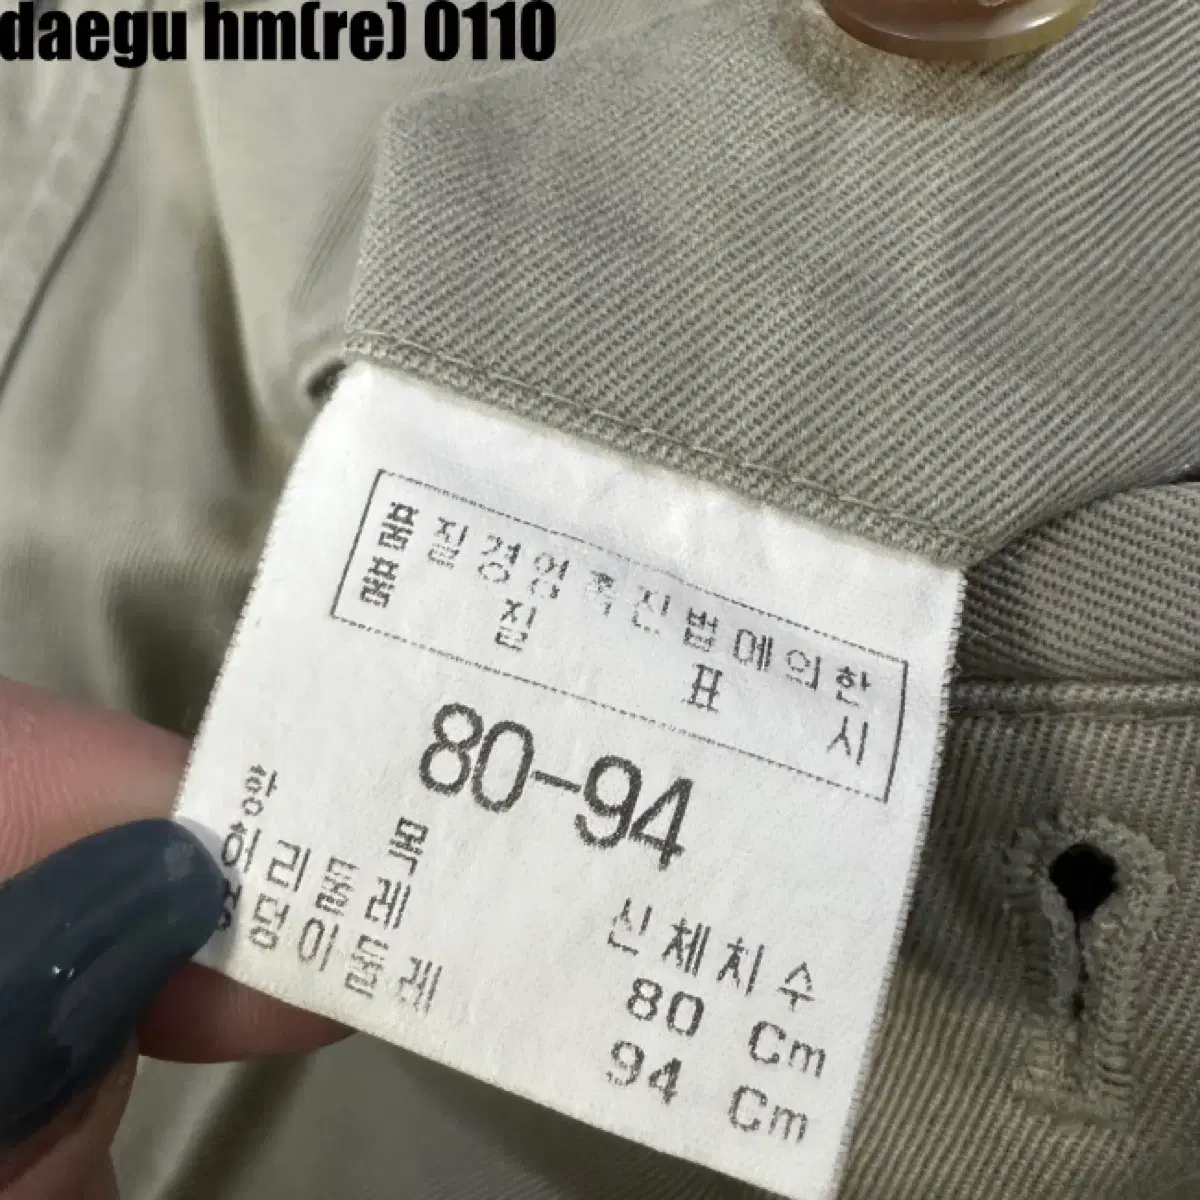 daegu hm(re) 0110
품질경영촉진법에의한
품 질 표 시
80-94
항 목 신체치수
허리둘레 80 Cm
엉덩이둘레 94 Cm